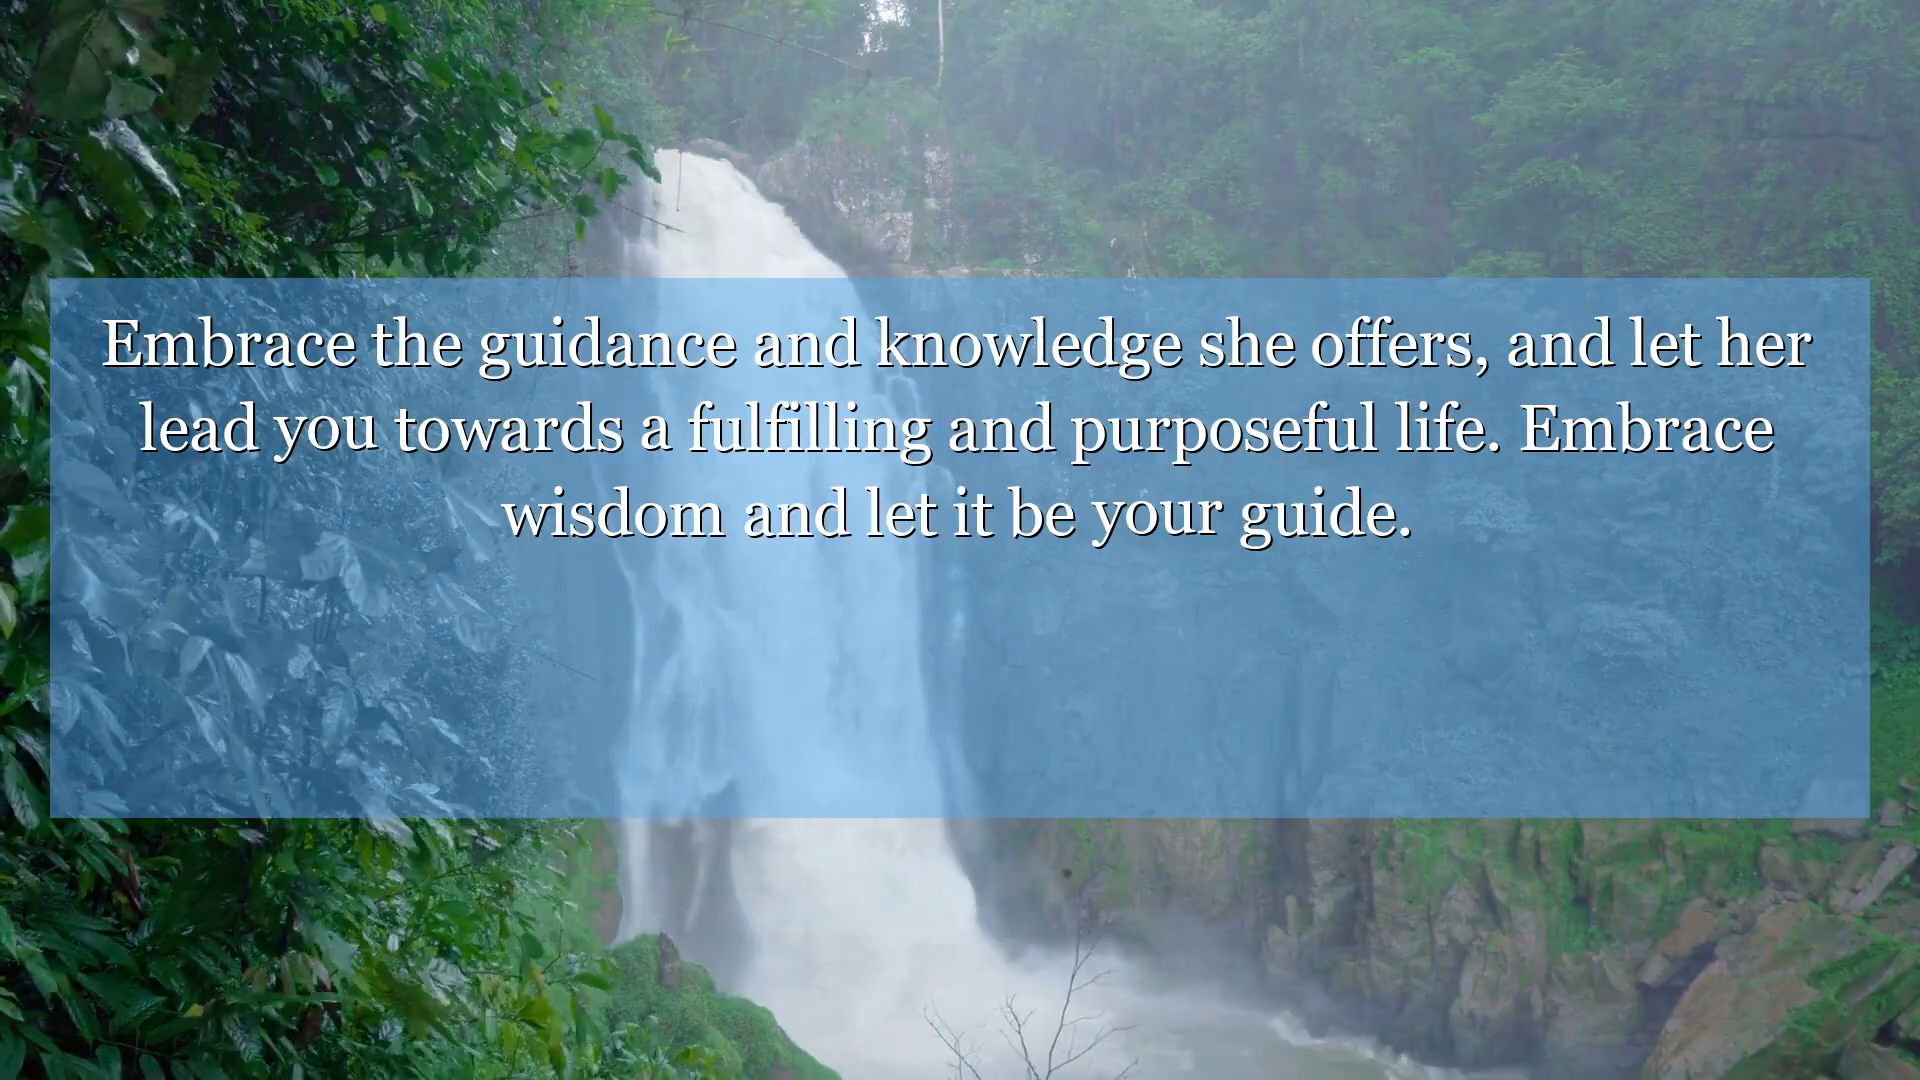 Embrace the guidance and knowledge she offers, and let her
lead you towards a fulfilling and purposeful life. Embrace
wisdom and let it be your guide.